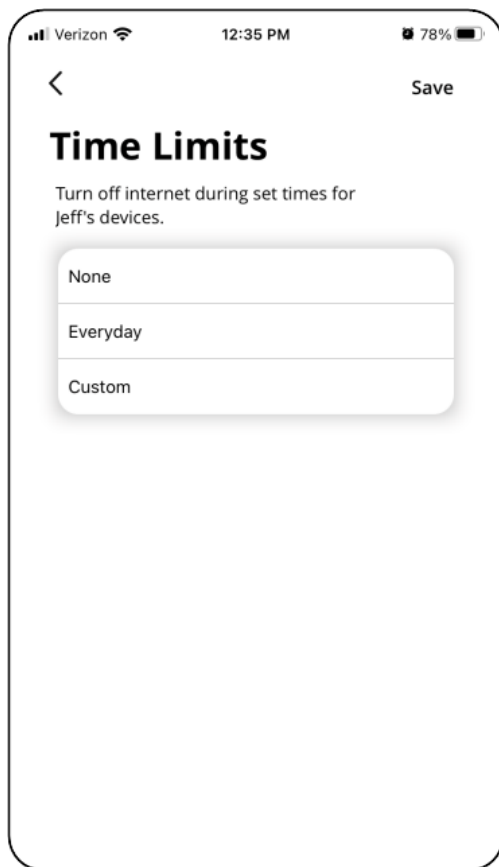 Verizon 12:35 PM 78%
Save
Time Limits
Turn off internet during set times for
Jeff's devices.
None
Everyday
Custom